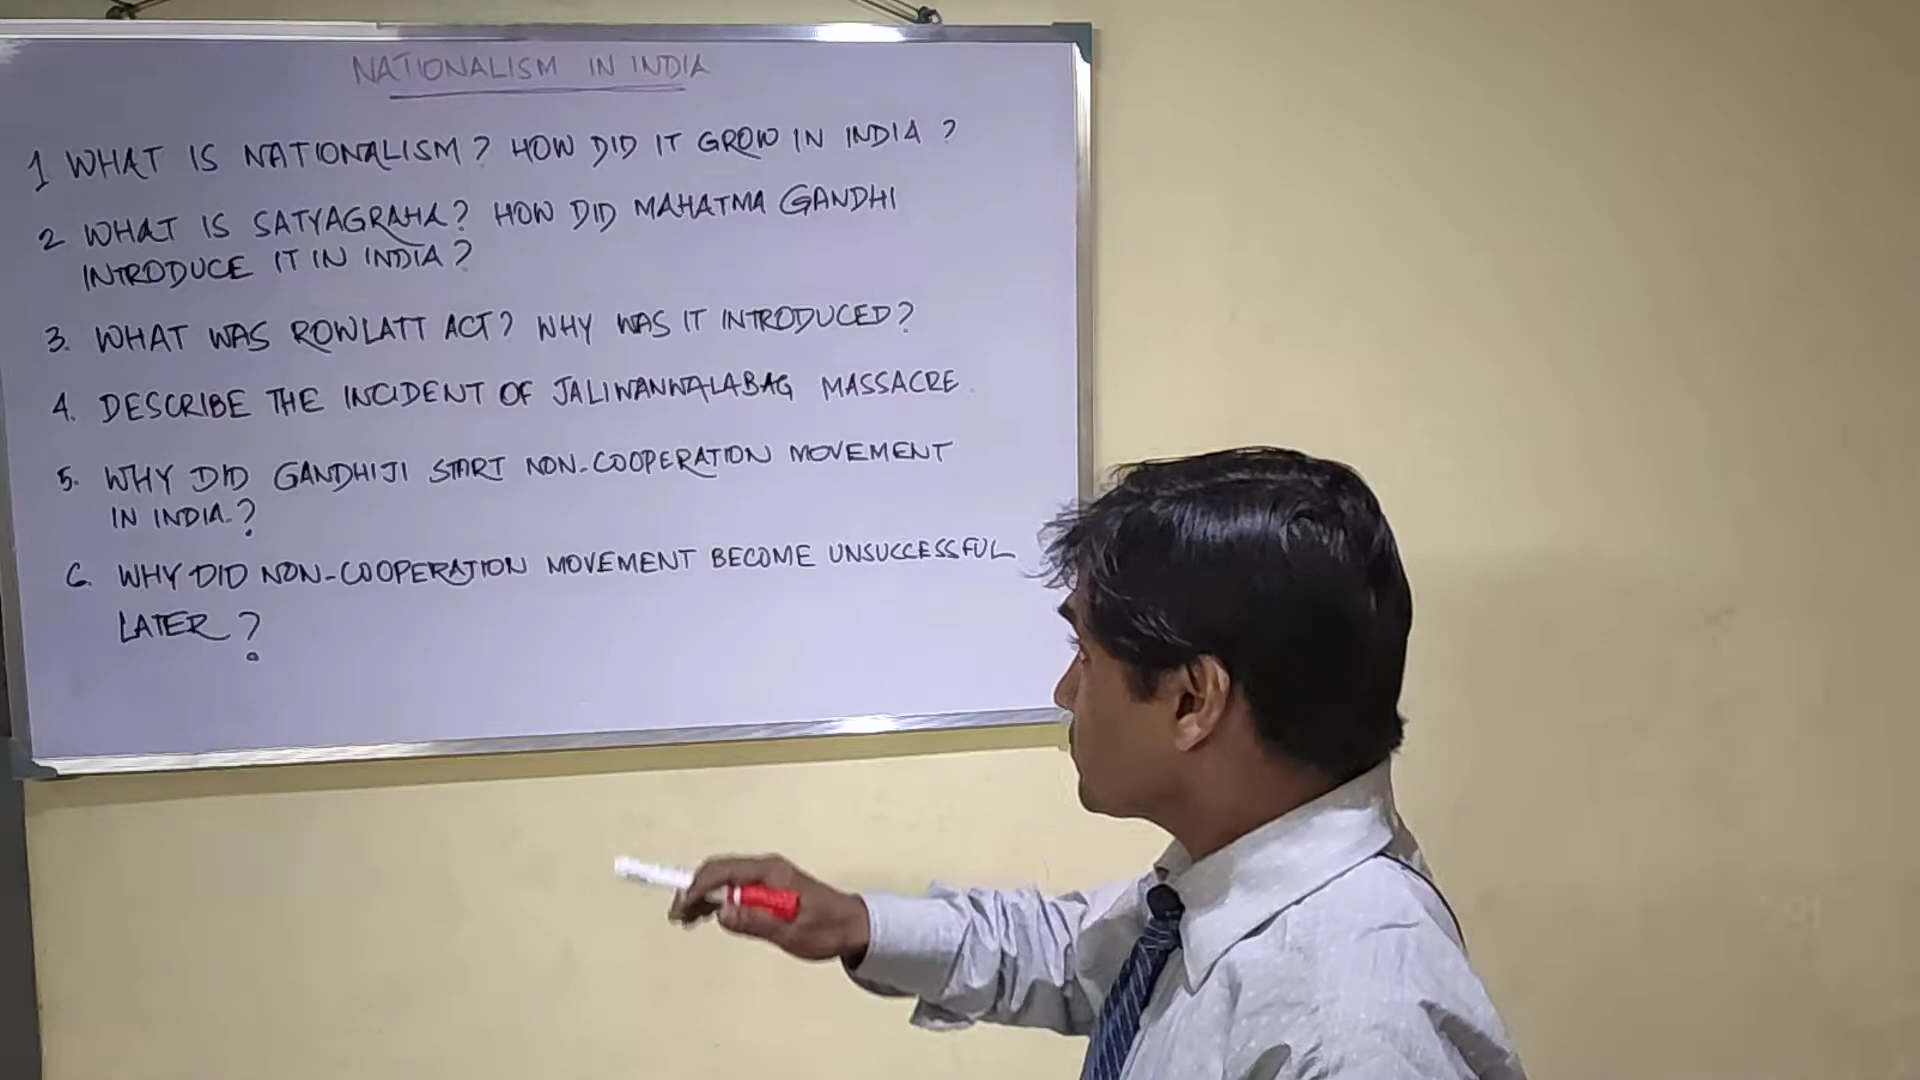 NATIONALISM IN INDIA
1 WHAT IS NATIONALISM? HOW DID IT GROW IN INDIA ?
2 WHAT IS SATYAGRAHA? HOW DID MAHATMA GANDHI
INTRODUCE IT IN INDIA ?
3. WHAT WAS ROWLATT ACT? WHY WAS IT INTRODUCED?
4. DESCRIBE THE INCIDENT OF JALIWANWALABAG MASSACRE.
5. WHY DID GANDHIJI START NON-COOPERATION MOVEMENT
IN INDIA.?
6. WHY DID NON-COOPERATION MOVEMENT BECOME UNSUCCESSFUL
LATER ?